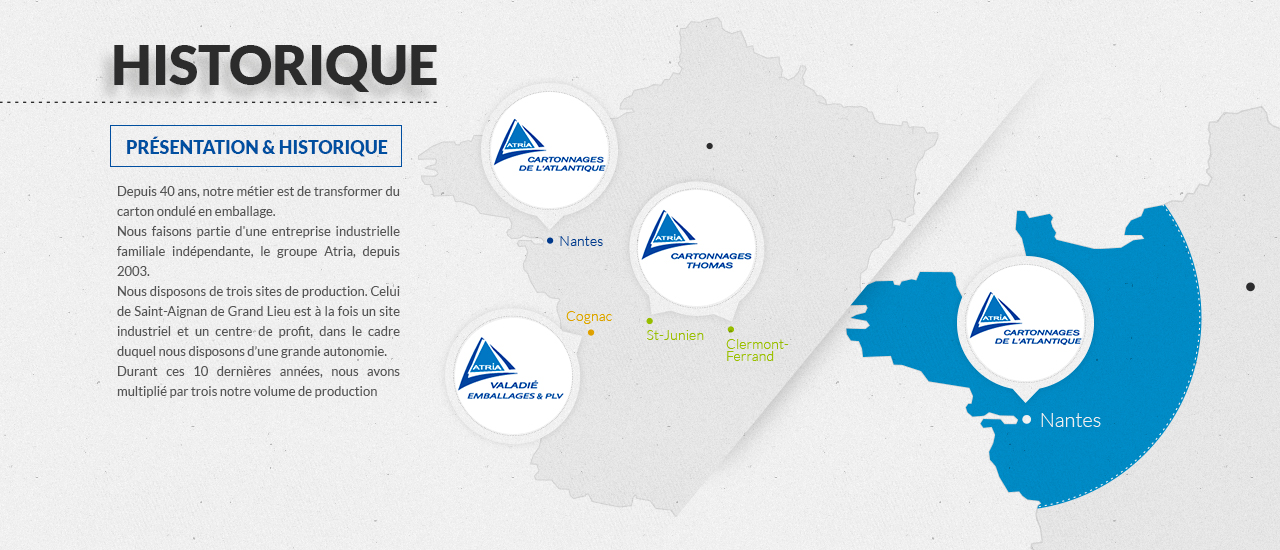 HISTORIQUE
PRÉSENTATION & HISTORIQUE
Depuis 40 ans, notre métier est de transformer du
carton ondulé en emballage.
Nous faisons partie d'une entreprise industrielle
familiale indépendante, le groupe Atria, depuis
2003.
Nous disposons de trois sites de production. Celui
de Saint-Aignan de Grand Lieu est à la fois un site
industriel et un centre de profit, dans le cadre
duquel nous disposons d'une grande autonomie.
Durant ces 10 dernières années, nous avons
multiplié par trois notre volume de production
ATRIA
CARTONNAGES
DE L'ATLANTIQUE
Nantes
ATRIA
CARTONNAGES
THOMAS
Cognac
St-Junien
Clermont-
Ferrand
ATRIA
VALADIÉ
EMBALLAGES & PLV
ATRIA
CARTONNAGES
DE L'ATLANTIQUE
Nantes